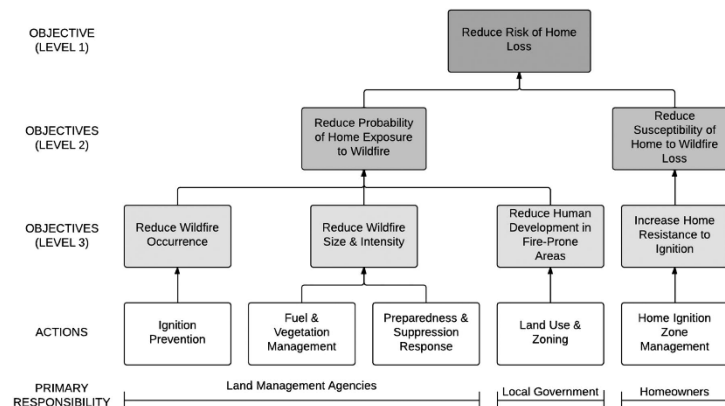 OBJECTIVE
(LEVEL 1)
Reduce Risk of Home
Loss
OBJECTIVES
(LEVEL 2)
Reduce Probability
of Home Exposure
to Wildfire
Reduce
Susceptibility of
Home to Wildfire
Loss
OBJECTIVES
(LEVEL 3)
Reduce Wildfire
Occurrence
Reduce Wildfire
Size & Intensity
Reduce Human
Development in
Fire-Prone
Areas
Increase Home
Resistance to
Ignition
ACTIONS
Ignition
Prevention
Fuel &
Vegetation
Management
Preparedness &
Suppression
Response
Land Use &
Zoning
Home Ignition
Zone
Management
PRIMARY
RESPONSIBILITY
Land Management Agencies
Local Government
Homeowners